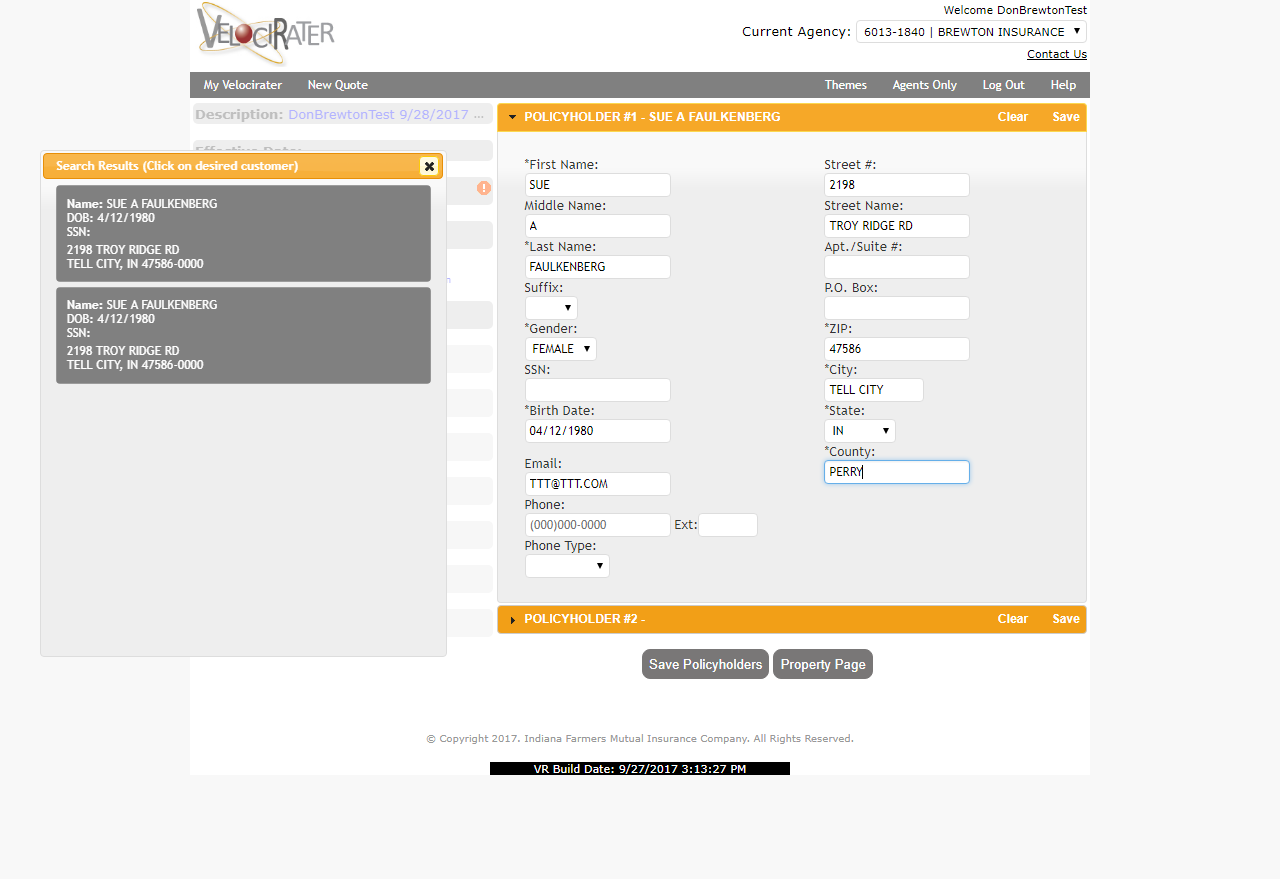 VELOCIRATER
Welcome DonBrewtonTest
Current Agency: 6013-1840 | BREWTON INSURANCE
Contact Us
My Velocirater New Quote Themes Agents Only Log Out Help
Description: DonBrewtonTest 9/28/2017 ...
Effective Date:
Search Results (Click on desired customer)
Name: SUE A FAULKENBERG
DOB: 4/12/1980
SSN:
2198 TROY RIDGE RD
TELL CITY, IN 47586-0000
Name: SUE A FAULKENBERG
DOB: 4/12/1980
SSN:
2198 TROY RIDGE RD
TELL CITY, IN 47586-0000
POLICYHOLDER #1 - SUE A FAULKENBERG Clear Save
*First Name:
SUE
Middle Name:
A
*Last Name:
FAULKENBERG
Suffix:
*Gender:
FEMALE
SSN:
*Birth Date:
04/12/1980
Email:
TTT@TTT.COM
Phone:
(000)000-0000 Ext:
Phone Type:
Street #:
2198
Street Name:
TROY RIDGE RD
Apt./Suite #:
P.O. Box:
*ZIP:
47586
*City:
TELL CITY
*State:
IN
*County:
PERRY
POLICYHOLDER #2 - Clear Save
Save Policyholders Property Page
© Copyright 2017. Indiana Farmers Mutual Insurance Company. All Rights Reserved.
VR Build Date: 9/27/2017 3:13:27 PM